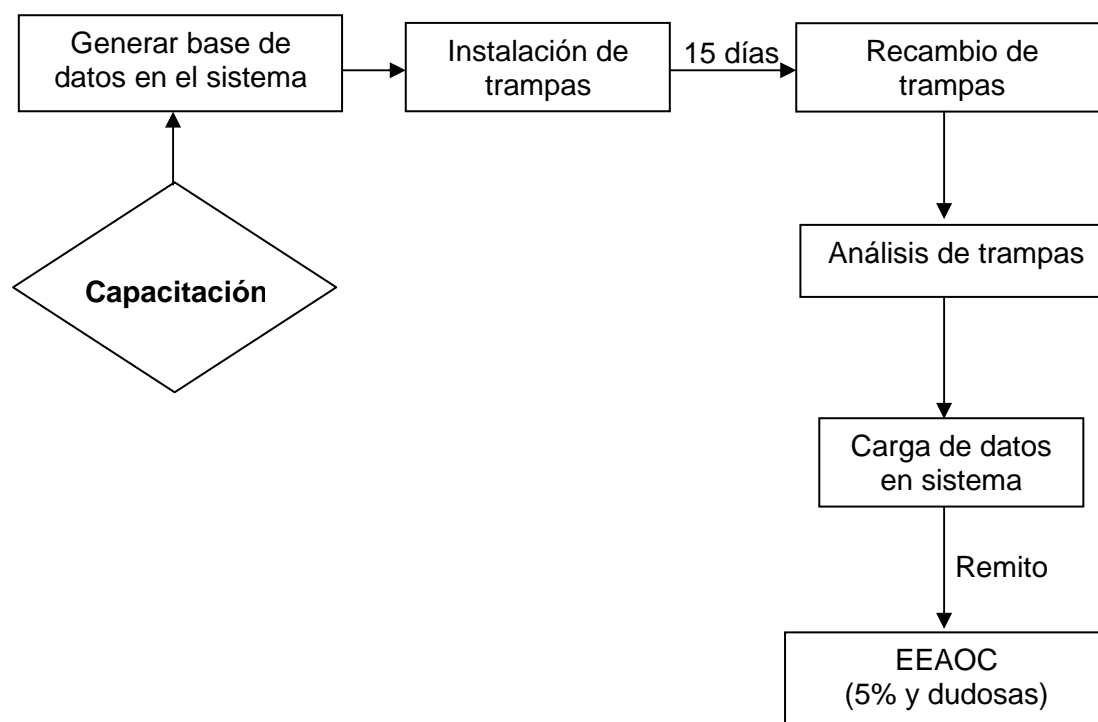 Generar base de
datos en el sistema
Instalación de
trampas
15 días
Recambio de
trampas
Capacitación
Análisis de trampas
Carga de datos
en sistema
Remito
EEAOC
(5% y dudosas)